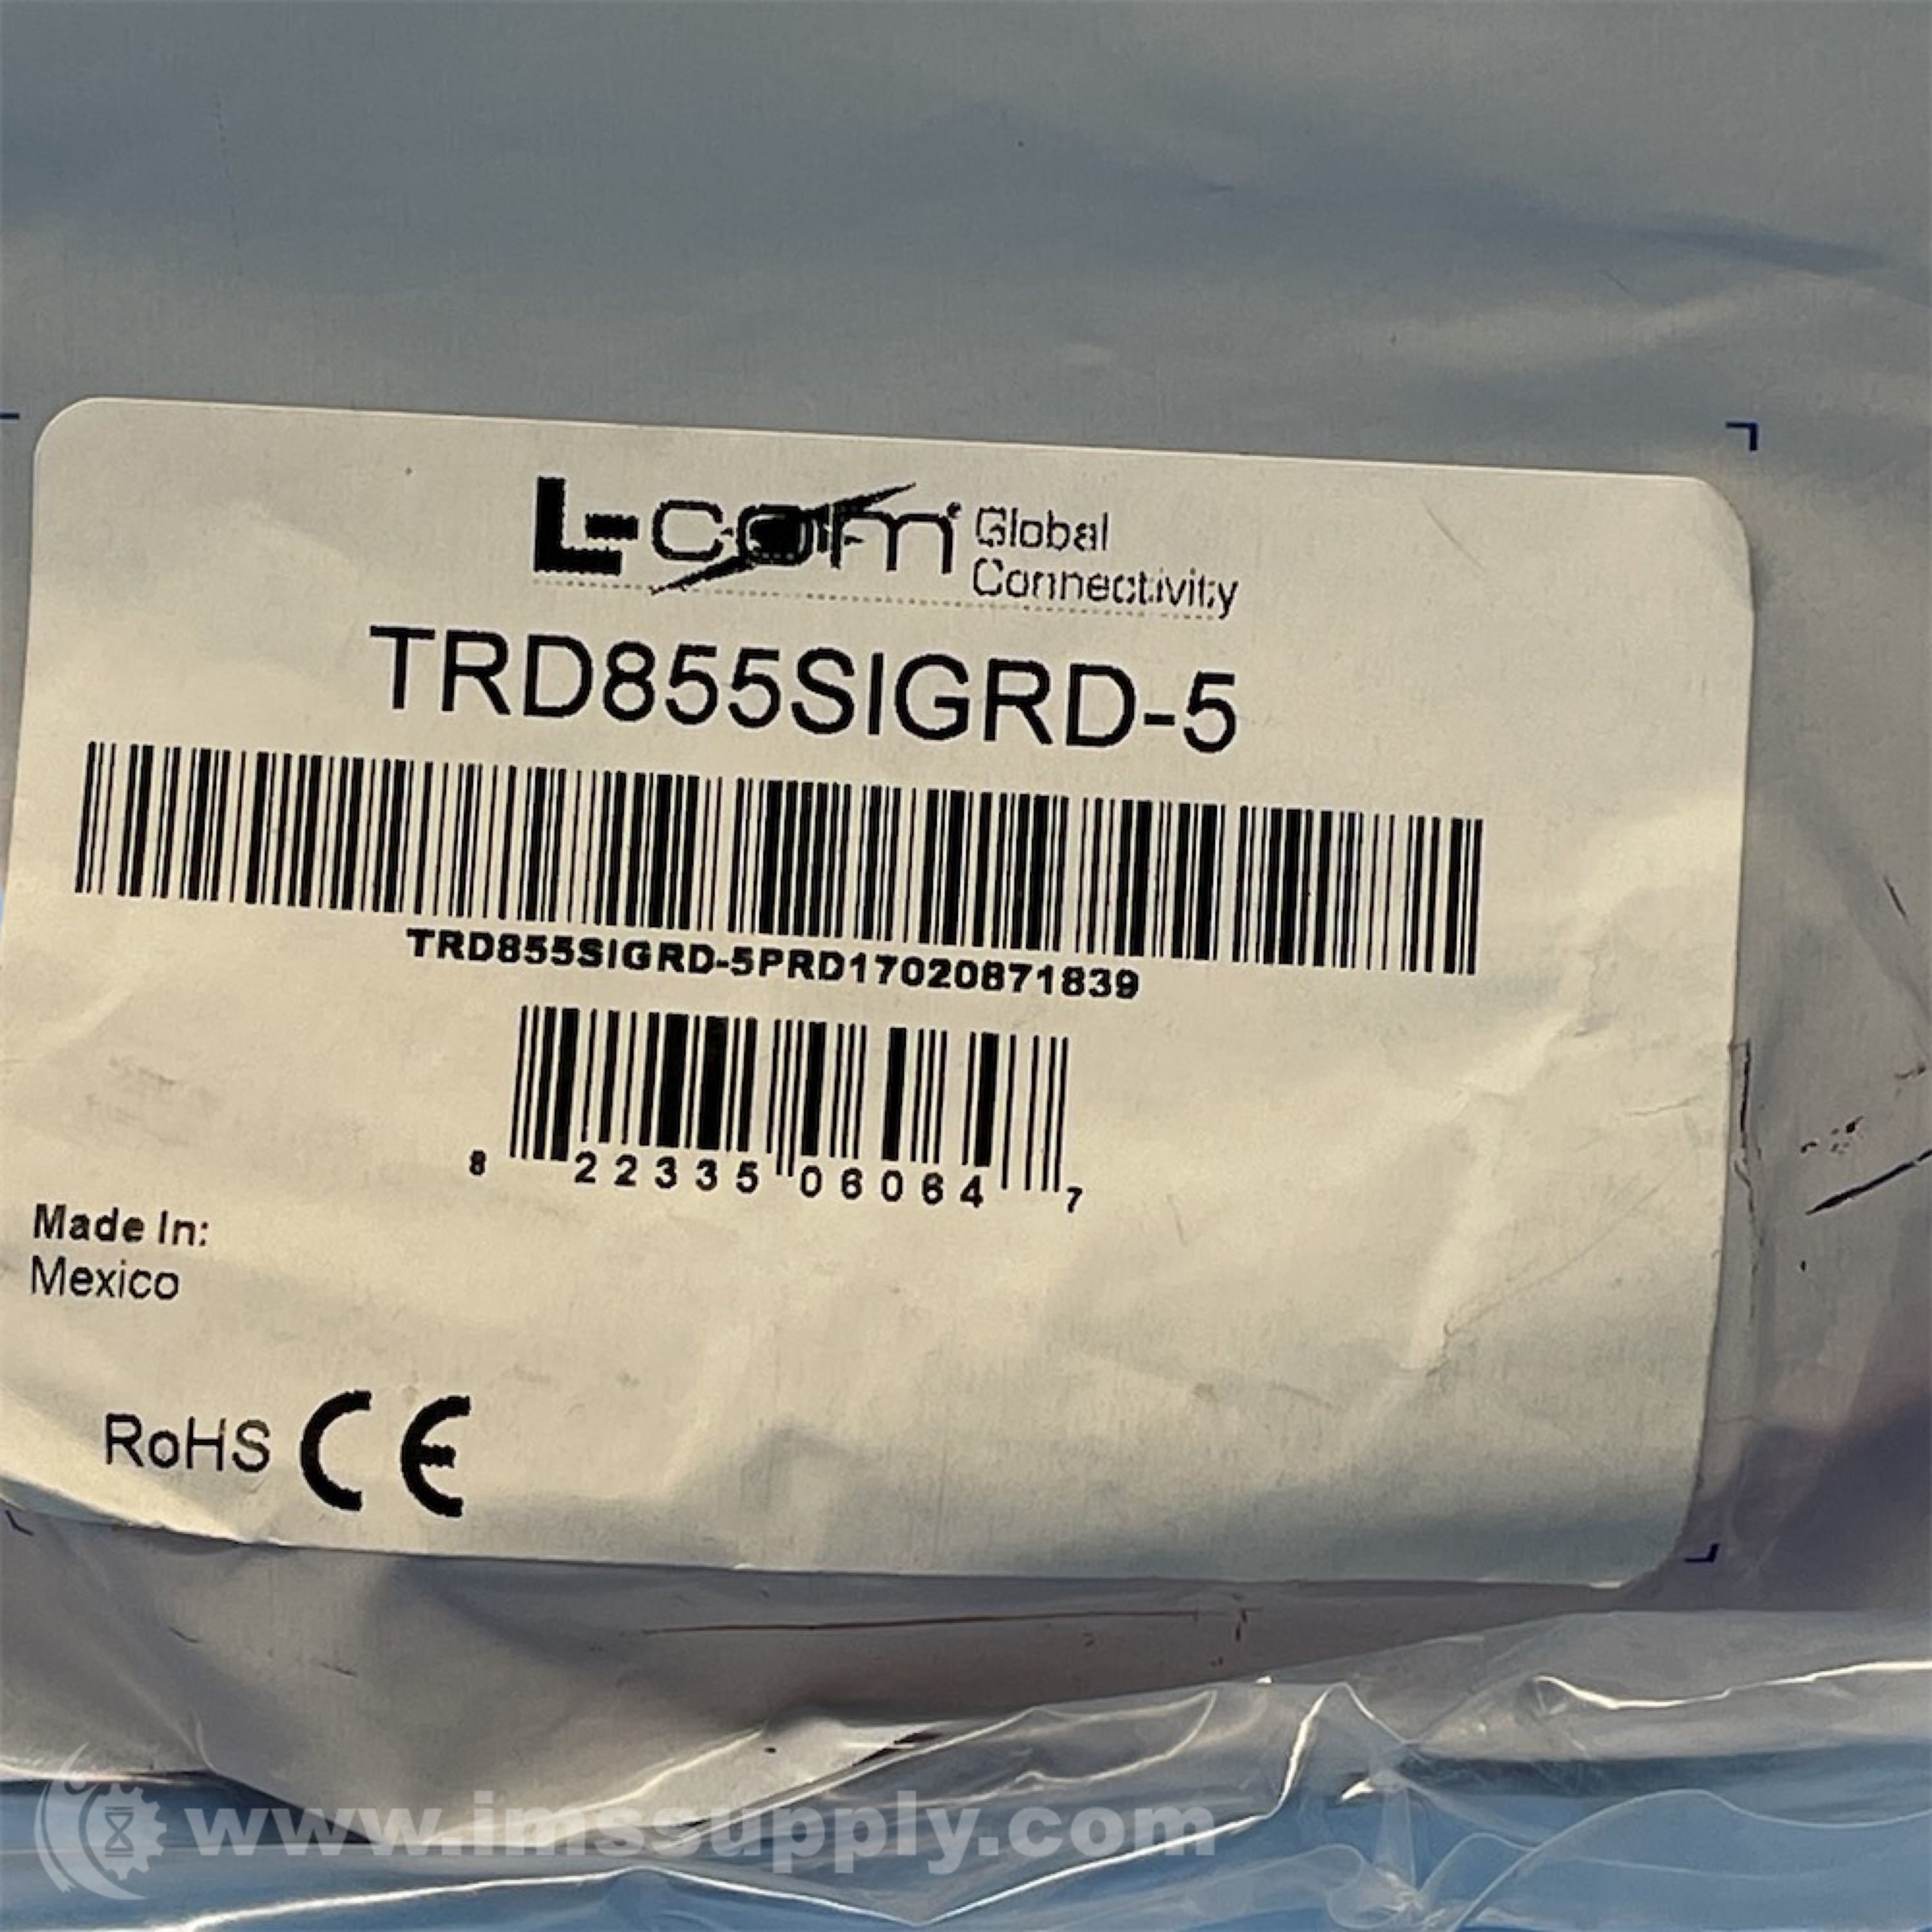 L-com® Global
Connectivity
TRD855SIGRD-5
TRD855SIGRD-5PRD17020871839
8 22335 06064 7
Made In:
Mexico
RoHS CE
www.imssupply.com